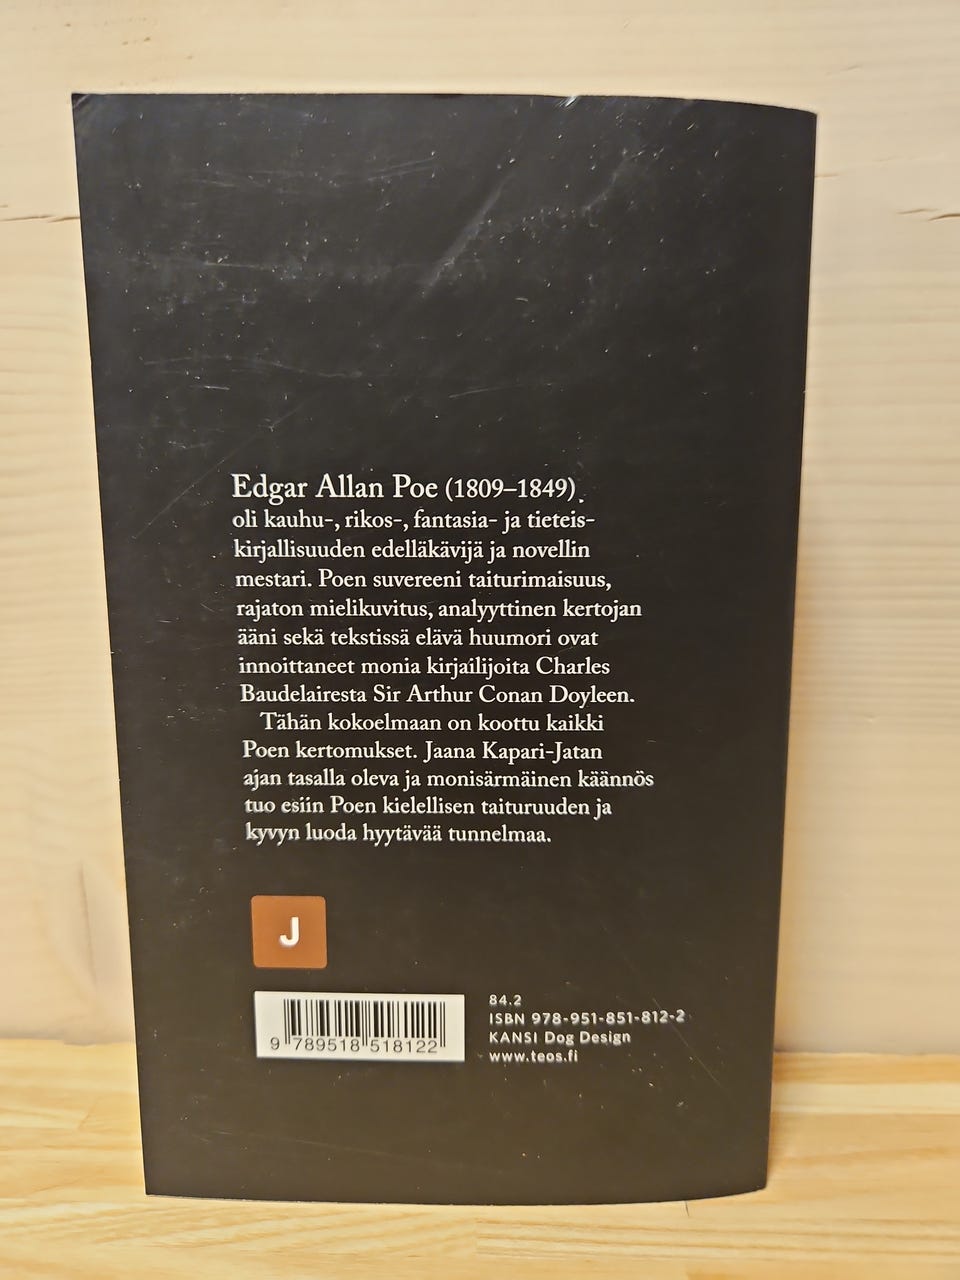 Edgar Allan Poe (1809–1849)
oli kauhu-, rikos-, fantasia- ja tieteis-
kirjallisuuden edelläkävijä ja novellin
mestari. Poen suvereeni taiturimaisuus,
rajaton mielikuvitus, analyyttinen kertojan
ääni sekä tekstissä elävä huumori ovat
innoittaneet monia kirjailijoita Charles
Baudelairesta Sir Arthur Conan Doyleen.
Tähän kokoelmaan on koottu kaikki
Poen kertomukset. Jaana Kapari-Jatan
ajan tasalla oleva ja monisärmäinen käännös
tuo esiin Poen kielellisen taituruuden ja
kyvyn luoda hyytävää tunnelmaa.
J
9 789518 518122
84.2
ISBN 978-951-851-812-2
KANSI Dog Design
www.teos.fi